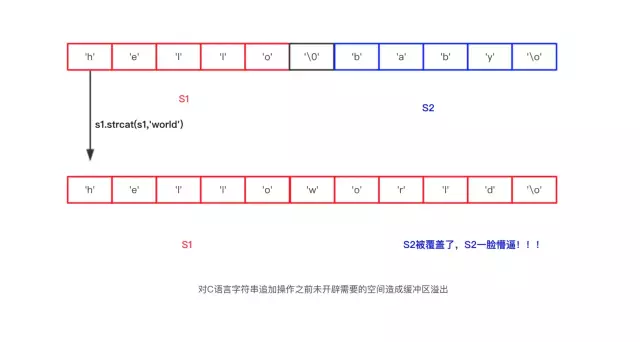 'h' 'e' 'l' 'l' 'o' '\0' 'b' 'a' 'b' 'y' '\o'
S1
S2
s1.strcat(s1,'world')
'h' 'e' 'l' 'l' 'o' 'w' 'o' 'r' 'l' 'd' '\o'
S1
S2被覆盖了，S2一脸懵逼！！！
对C语言字符串追加操作之前未开辟需要的空间造成缓冲区溢出